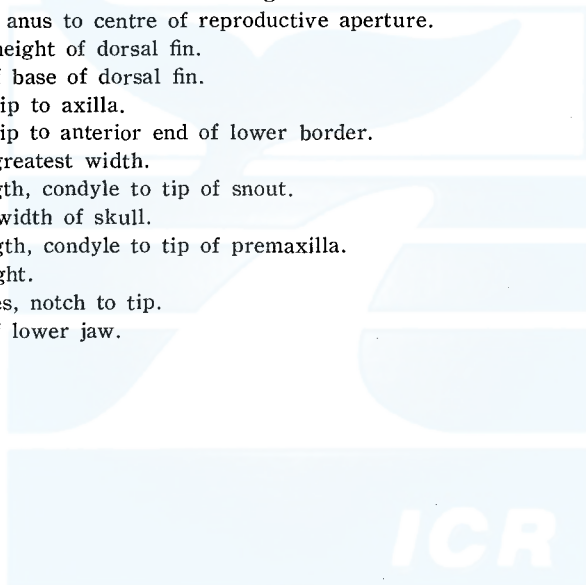 anus to centre of reproductive aperture.
height of dorsal fin.
base of dorsal fin.
ip to axilla.
ip to anterior end of lower border.
greatest width.
gth, condyle to tip of snout.
width of skull.
gth, condyle to tip of premaxilla.
ght.
es, notch to tip.
lower jaw.
ICR